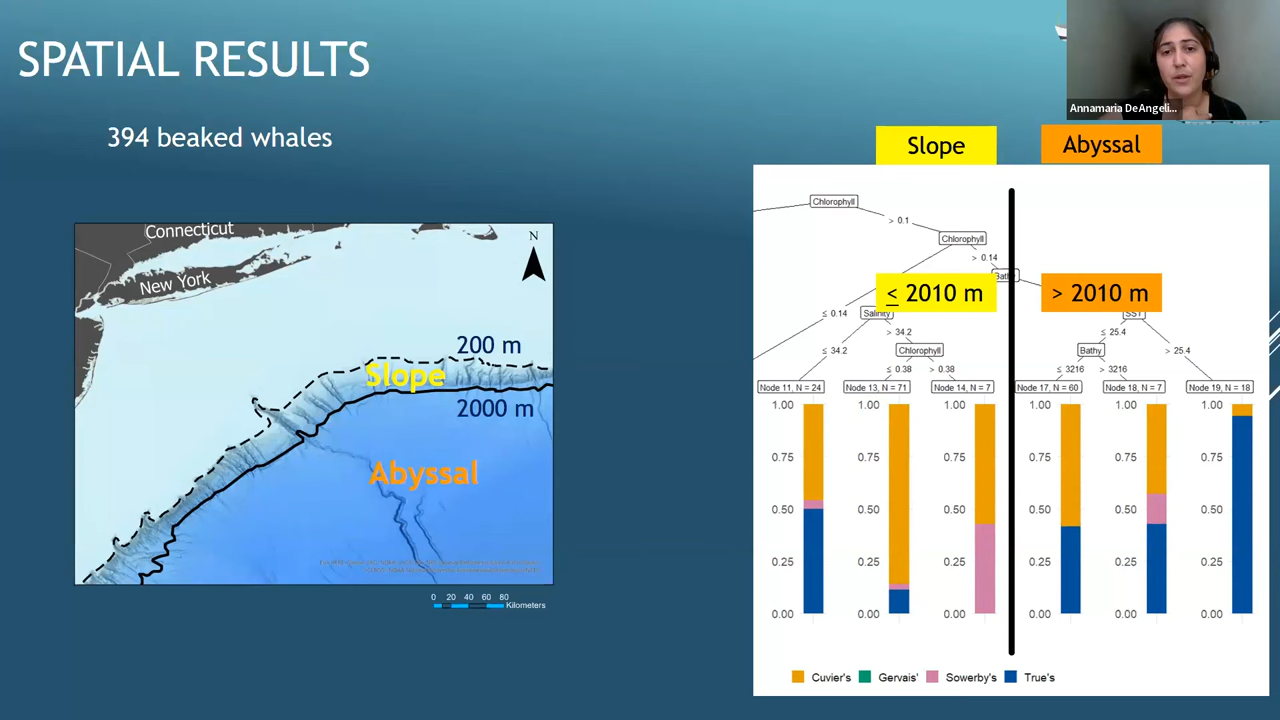 SPATIAL RESULTS
394 beaked whales
Annamaria DeAngeli...
Connecticut
New York
N
200 m
Slope
2000 m
Abyssal
0 20 40 60 80
Kilometers
Slope
Abyssal
Chlorophyll
> 0.1
Chlorophyll
> 0.14
≤ 2010 m
> 2010 m
≤ 0.14
Salinity
SST
> 34.2
≤ 25.4
≤ 34.2
Chlorophyll
Bathy
> 25.4
≤ 0.38
> 0.38
≤ 3216
> 3216
Node 11, N = 24
Node 13, N = 71
Node 14, N = 7
Node 17, N = 60
Node 18, N = 7
Node 19, N = 18
1.00 1.00 1.00 1.00 1.00 1.00
0.75 0.75 0.75 0.75 0.75 0.75
0.50 0.50 0.50 0.50 0.50 0.50
0.25 0.25 0.25 0.25 0.25 0.25
0.00 0.00 0.00 0.00 0.00 0.00
Cuvier's Gervais' Sowerby's True's